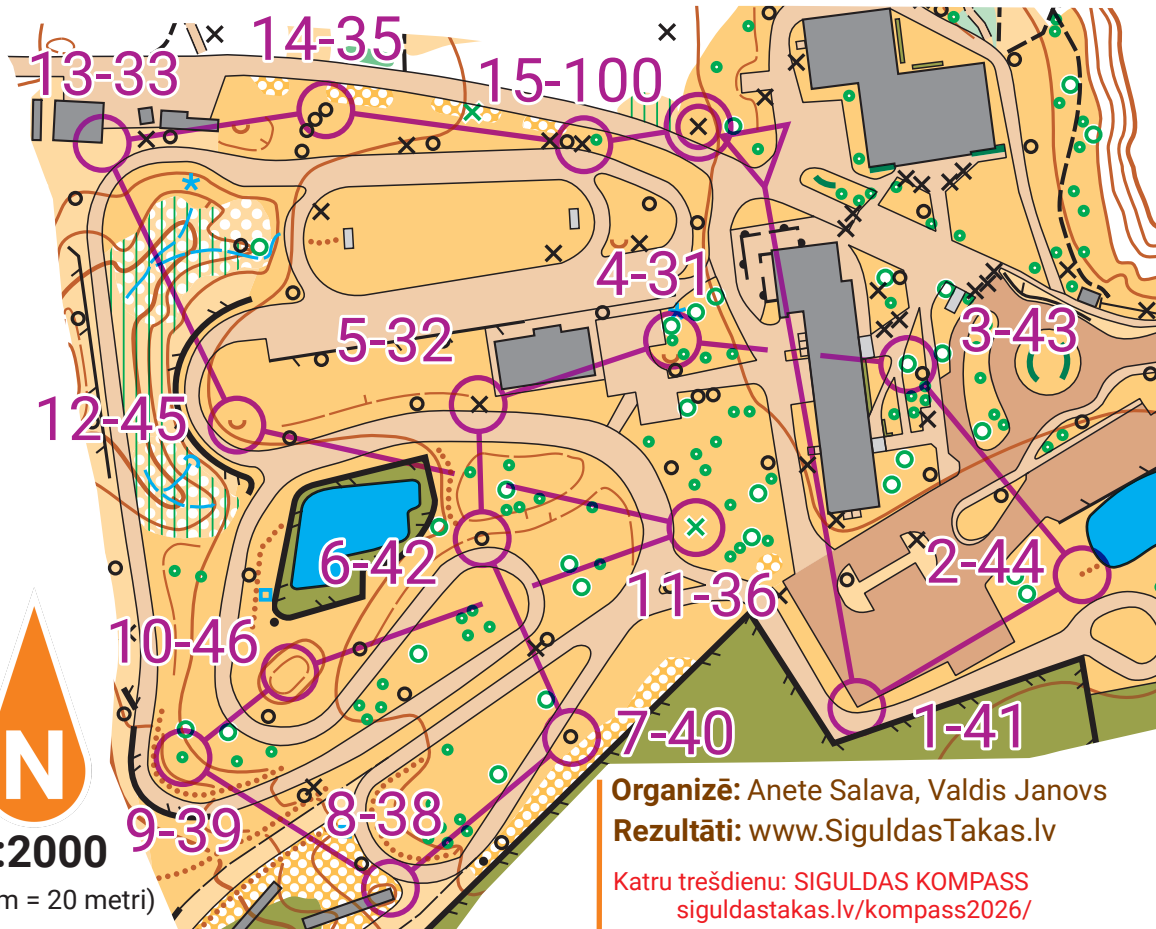 14-35
13-33
15-100
4-31
5-32
3-43
12-45
6-42
2-44
11-36
10-46
7-40
1-41
N
9-39
8-38
:2000
m = 20 metri)
Organizē: Anete Salava, Valdis Janovs
Rezultāti: www.SiguldasTakas.lv
Katru trešdienu: SIGULDAS KOMPASS
siguldastakas.lv/kompass2026/